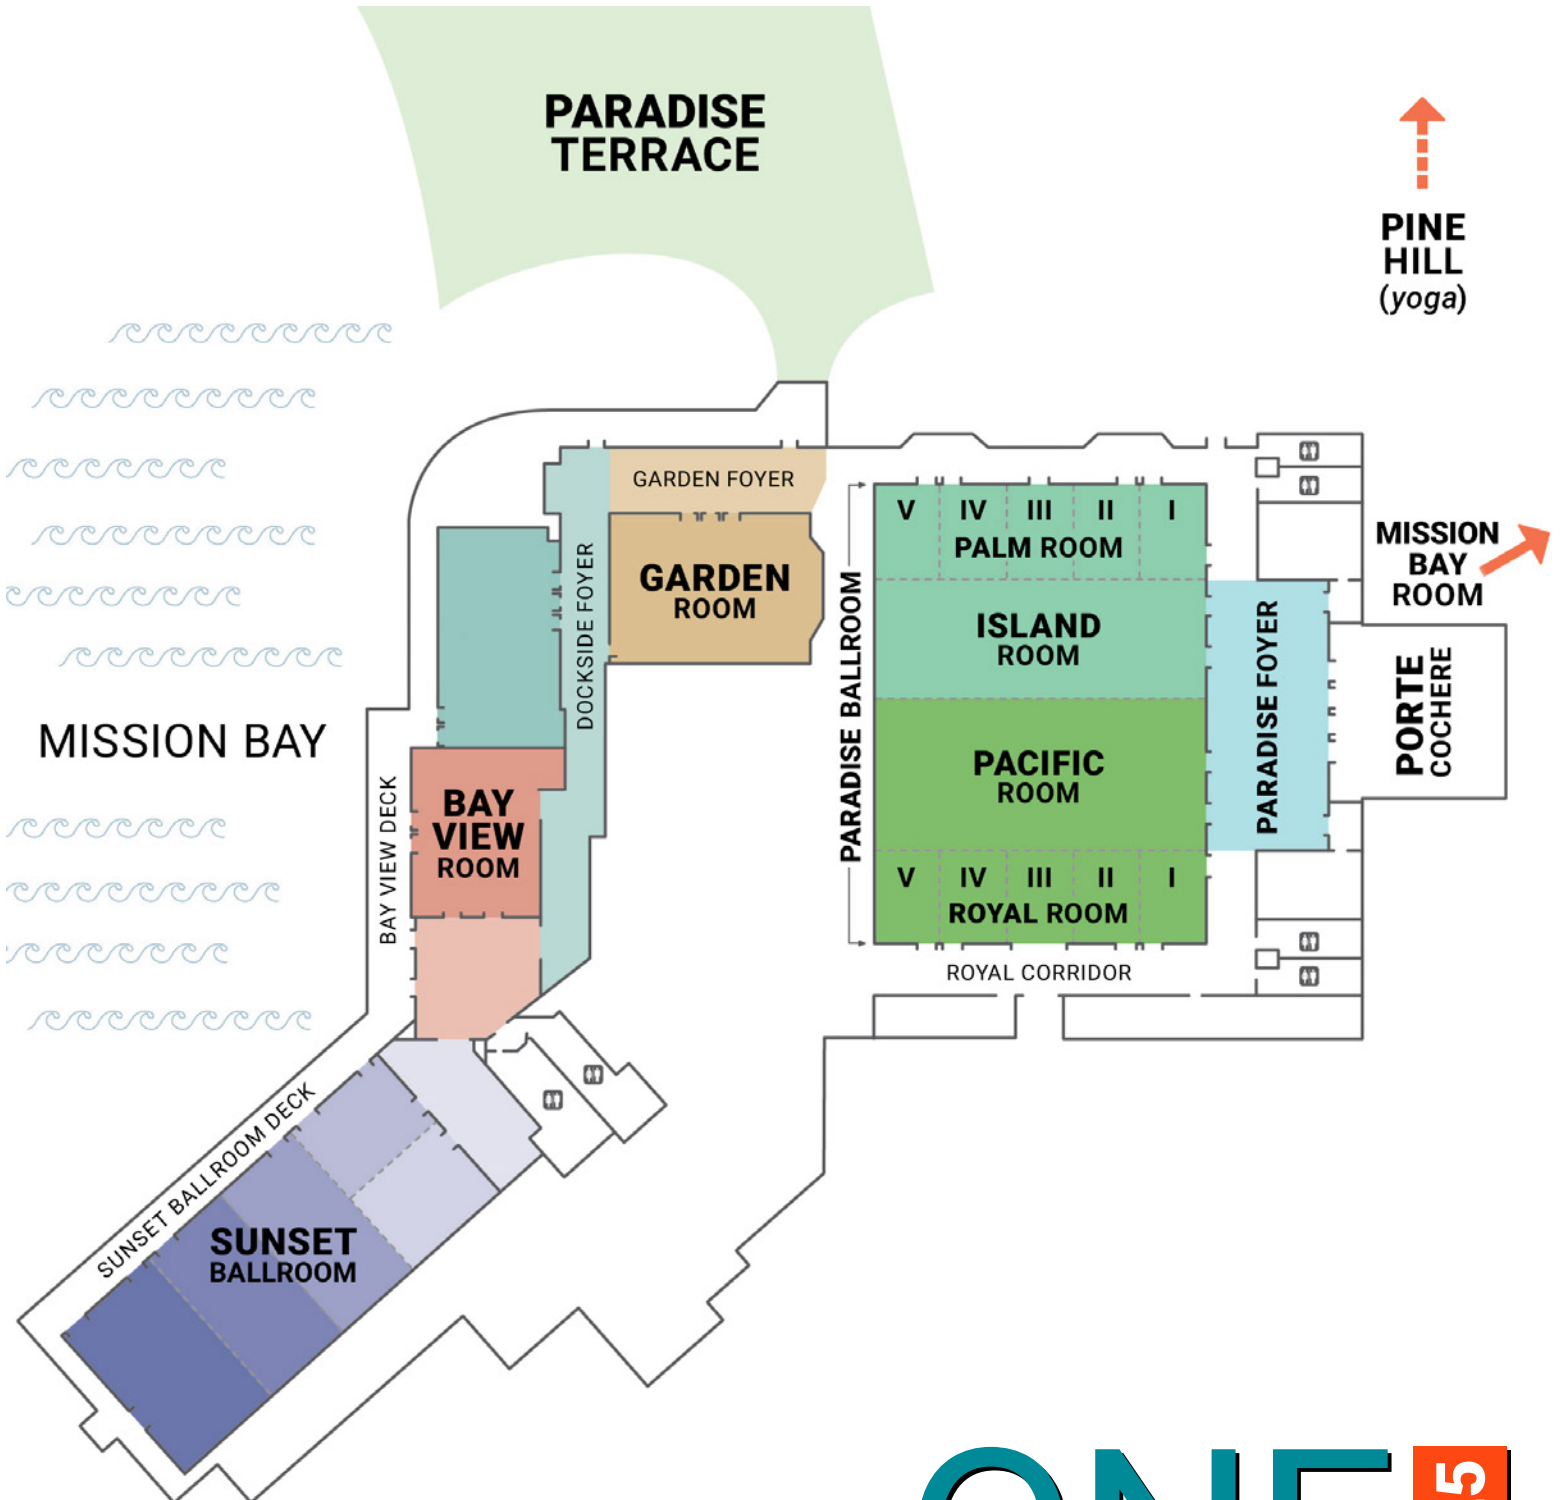 PARADISE
TERRACE
PINE
HILL
(yoga)
GARDEN FOYER
MISSION
BAY
ROOM
V IV III II I
PALM ROOM
DOCKSIDE FOYER
GARDEN
ROOM
PARADISE BALLROOM
ISLAND
ROOM
PARADISE FOYER
PORTE
COCHERE
MISSION BAY
PACIFIC
ROOM
BAY VIEW DECK
BAY
VIEW
ROOM
V IV III II I
ROYAL ROOM
ROYAL CORRIDOR
SUNSET BALLROOM DECK
SUNSET
BALLROOM
ONE
5